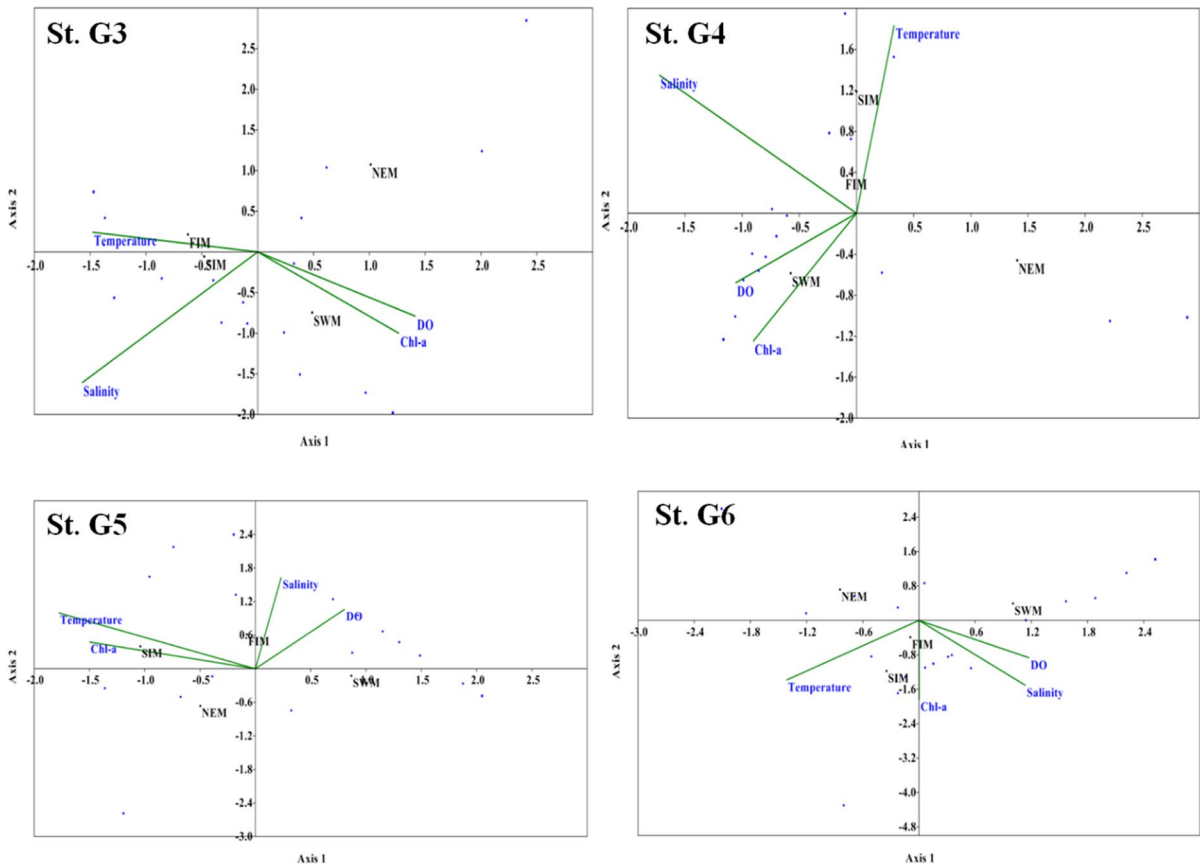 St. G3
2.5
2.0
1.5
1.0
NEM
0.5
FIM
Temperature
SIM
-2.0 -1.5 -1.0 -0.5 0.5 1.0 1.5 2.0 2.5
-0.5
SWM
DO
-1.0
Chl-a
-1.5
Salinity
-2.0
Axis 2
Axis 1
St. G4
Temperature
1.6
Salinity
1.2
SIM
0.8
0.4
FIM
-2.0 -1.5 -1.0 -0.5 0.5 1.0 1.5 2.0 2.5
-0.4
NEM
SWM
DO
-0.8
-1.2
Chl-a
-1.6
-2.0
Axis 2
Axis 1
St. G5
2.4
1.8
Salinity
1.2
DO
Temperature
0.6
FIM
Chl-a
SIM
-2.0 -1.5 -1.0 -0.5 0.5 1.0 1.5 2.0 2.5
SWM
-0.6
NEM
-1.2
-1.8
-2.4
-3.0
Axis 2
Axis 1
St. G6
2.4
1.6
0.8
NEM
SWM
-3.0 -2.4 -1.8 -1.2 -0.6 0.6 1.2 1.8 2.4
FIM
-0.8
DO
SIM
Temperature
-1.6
Salinity
Chl-a
-2.4
-3.2
-4.0
-4.8
Axis 2
Axis 1